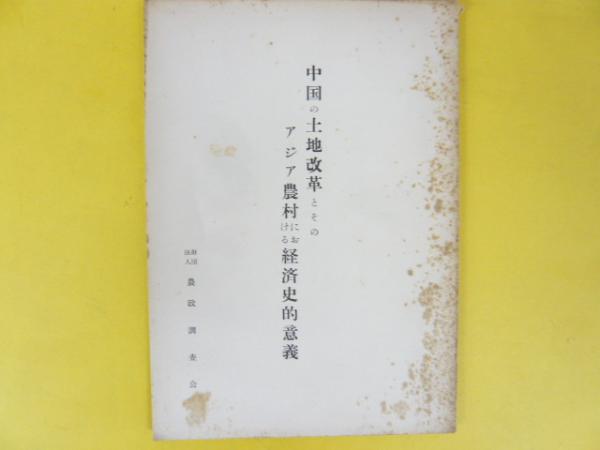 中国の土地改革とその
アジア農村における経済史的意義
財団法人 農政調査会